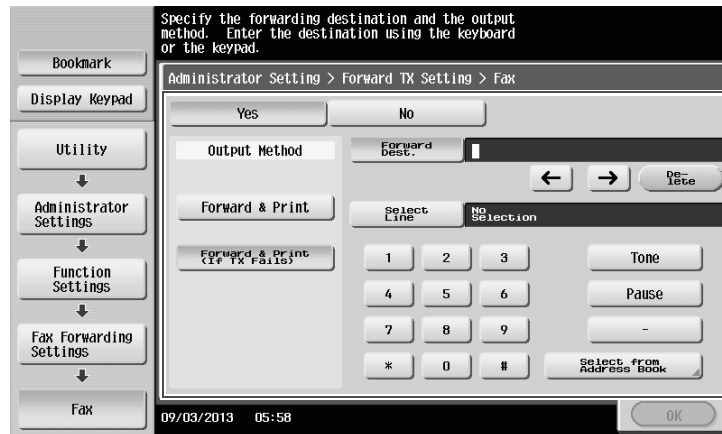 Specify the forwarding destination and the output
method. Enter the destination using the keyboard
or the keypad.
Bookmark
Display Keypad
Utility
Administrator
Settings
Function
Settings
Fax Forwarding
Settings
Fax
Administrator Setting > Forward TX Setting > Fax
Yes
No
Output Method
Forward & Print
Forward & Print
(If TX Fails)
Forward
Dest.
← → De-
lete
Select
Line
No
Selection
1 2 3
4 5 6
7 8 9
* 0 #
Tone
Pause
-
Select from
Address Book
09/03/2013 05:58
OK